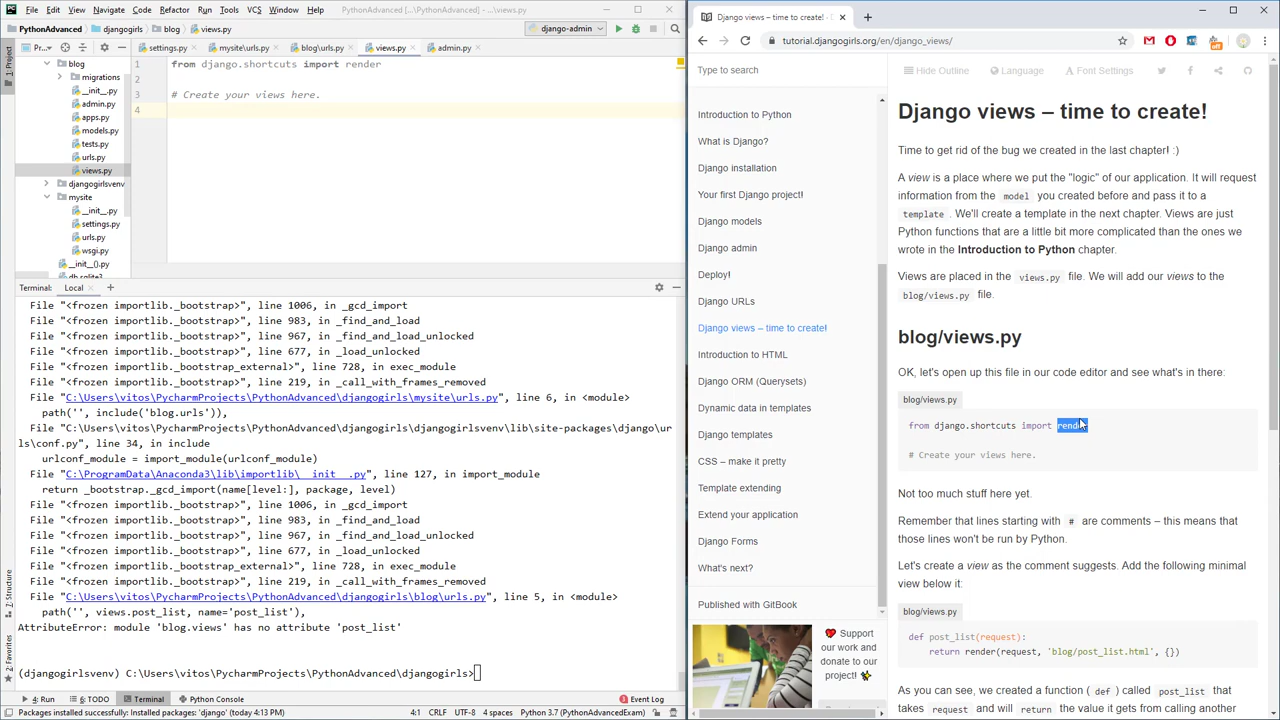 PC File Edit View Navigate Code Refactor Run Tools VCS Window Help PythonAdvanced [...\PythonAdvanced] - ...\views.py
PythonAdvanced djangogirls blog views.py django-admin
Pr... settings.py mysite\urls.py blog\urls.py views.py admin.py
1: Project
blog
migrations
__init__.py
admin.py
apps.py
models.py
tests.py
urls.py
views.py
djangogirlsvenv
mysite
__init__.py
settings.py
urls.py
wsgi.py
__init__().py
db.sqlite3
1 from django.shortcuts import render
2
3 # Create your views here.
4
Terminal: Local +
File "<frozen importlib._bootstrap>", line 1006, in _gcd_import
File "<frozen importlib._bootstrap>", line 983, in _find_and_load
File "<frozen importlib._bootstrap>", line 967, in _find_and_load_unlocked
File "<frozen importlib._bootstrap>", line 677, in _load_unlocked
File "<frozen importlib._bootstrap_external>", line 728, in exec_module
File "<frozen importlib._bootstrap>", line 219, in _call_with_frames_removed
File "C:\Users\vitos\PycharmProjects\PythonAdvanced\djangogirls\mysite\urls.py", line 6, in <module>
path('', include('blog.urls')),
File "C:\Users\vitos\PycharmProjects\PythonAdvanced\djangogirls\djangogirlsvenv\lib\site-packages\django\ur
ls\conf.py", line 34, in include
urlconf_module = import_module(urlconf_module)
File "C:\ProgramData\Anaconda3\lib\importlib\__init__.py", line 127, in import_module
return _bootstrap._gcd_import(name[level:], package, level)
File "<frozen importlib._bootstrap>", line 1006, in _gcd_import
File "<frozen importlib._bootstrap>", line 983, in _find_and_load
File "<frozen importlib._bootstrap>", line 967, in _find_and_load_unlocked
File "<frozen importlib._bootstrap>", line 677, in _load_unlocked
File "<frozen importlib._bootstrap_external>", line 728, in exec_module
File "<frozen importlib._bootstrap>", line 219, in _call_with_frames_removed
File "C:\Users\vitos\PycharmProjects\PythonAdvanced\djangogirls\blog\urls.py", line 5, in <module>
path('', views.post_list, name='post_list'),
AttributeError: module 'blog.views' has no attribute 'post_list'
(djangogirlsvenv) C:\Users\vitos\PycharmProjects\PythonAdvanced\djangogirls>
7: Structure
2: Favorites
4: Run 6: TODO Terminal Python Console Event Log
Packages installed successfully: Installed packages: 'django' (today 4:13 PM) 4:1 CRLF UTF-8 4 spaces Python 3.7 (PythonAdvancedExam)
Django views – time to create! ·
tutorial.djangogirls.org/en/django_views/
Type to search
Introduction to Python
What is Django?
Django installation
Your first Django project!
Django models
Django admin
Deploy!
Django URLs
Django views – time to create!
Introduction to HTML
Django ORM (Querysets)
Dynamic data in templates
Django templates
CSS – make it pretty
Template extending
Extend your application
Django Forms
What's next?
Published with GitBook
Support
our work and
donate to our
project!
Hide Outline Language Font Settings
Django views – time to create!
Time to get rid of the bug we created in the last chapter! :)
A view is a place where we put the "logic" of our application. It will request
information from the model you created before and pass it to a
template . We'll create a template in the next chapter. Views are just
Python functions that are a little bit more complicated than the ones we
wrote in the Introduction to Python chapter.
Views are placed in the views.py file. We will add our views to the
blog/views.py file.
blog/views.py
OK, let's open up this file in our code editor and see what's in there:
blog/views.py
from django.shortcuts import render
# Create your views here.
Not too much stuff here yet.
Remember that lines starting with # are comments – this means that
those lines won't be run by Python.
Let's create a view as the comment suggests. Add the following minimal
view below it:
blog/views.py
def post_list(request):
return render(request, 'blog/post_list.html', {})
As you can see, we created a function ( def ) called post_list that
takes request and will return the value it gets from calling another